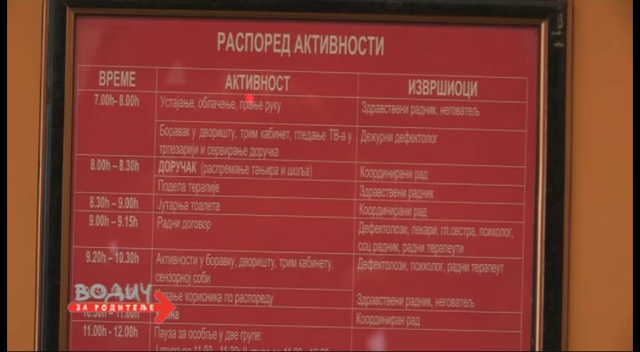 РАСПОРЕД АКТИВНОСТИ
ВРЕМЕ АКТИВНОСТ ИЗВРШИОЦИ
7.00h- 8.00h Устајање, облачење, прање руку Здравствени радник, неговатељ
Боравак у дворишту, трим кабинет, гледање ТВ-а у Дежурни дефектолог
трпезарији и сервирање доручка
8.00h – 8.30h ДОРУЧАК (распремање тањира и шоља) Координирани рад
Подела терапије Здравствени радник
8.30h – 9.00h Јутарња тоалета Координирани рад
9.00h – 9.15h Радни договор Дефектолози, лекари, гл.сестра, психолог,
соц.радник, радни терапеути
9.20h – 10.30h Активности у боравку, дворишту, трим кабинету, Дефектолози, психолог, радни терапеут
сензорној соби
корисника по распореду Здравствени радник, неговатељ
10.30h – 11.00h Координиран рад
11.00h - 12.00h Пауза за особље у две групе:
ВОДИЧ
ЗА РОДИТЕЉЕ